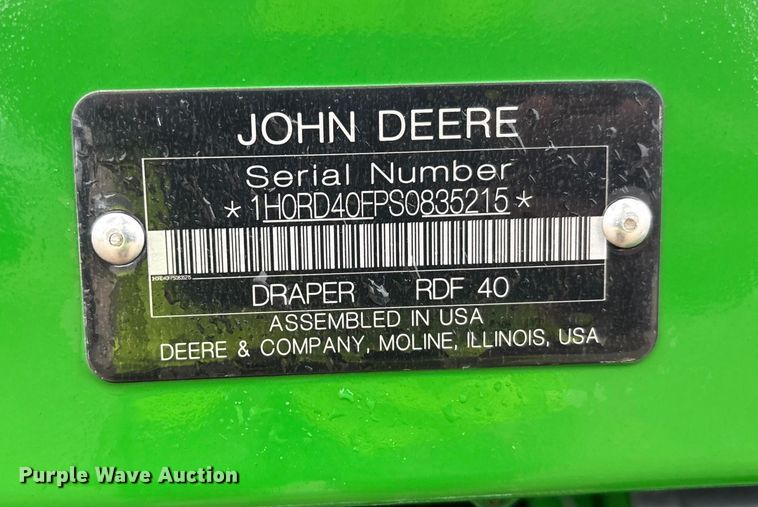 JOHN DEERE
Serial Number
*1H0RD40FPS0835215*
DRAPER RDF 40
ASSEMBLED IN USA
DEERE & COMPANY, MOLINE, ILLINOIS, USA
Purple Wave Auction